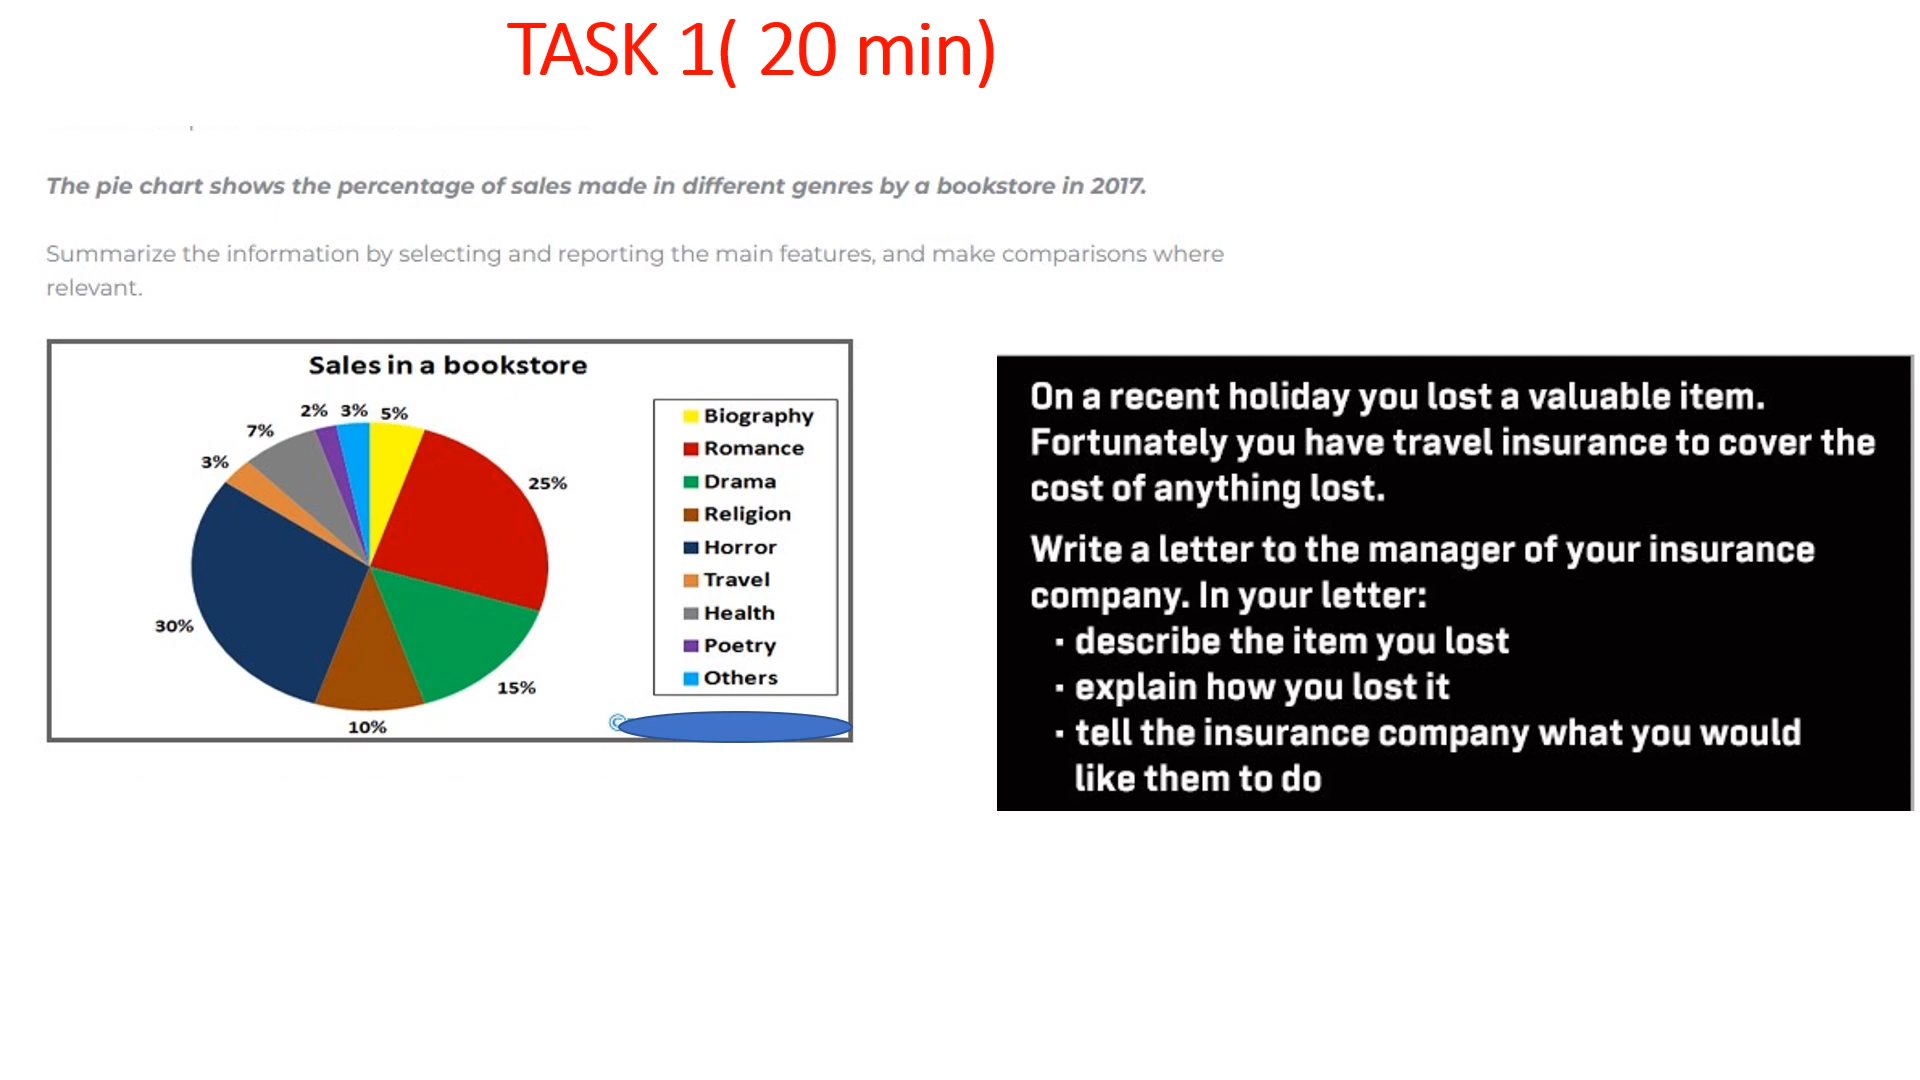 TASK 1( 20 min)
The pie chart shows the percentage of sales made in different genres by a bookstore in 2017.
Summarize the information by selecting and reporting the main features, and make comparisons where
relevant.
Sales in a bookstore
2% 3% 5%
7%
3%
25%
30%
15%
10%
Biography
Romance
Drama
Religion
Horror
Travel
Health
Poetry
Others
©
On a recent holiday you lost a valuable item.
Fortunately you have travel insurance to cover the
cost of anything lost.
Write a letter to the manager of your insurance
company. In your letter:
· describe the item you lost
· explain how you lost it
· tell the insurance company what you would
like them to do